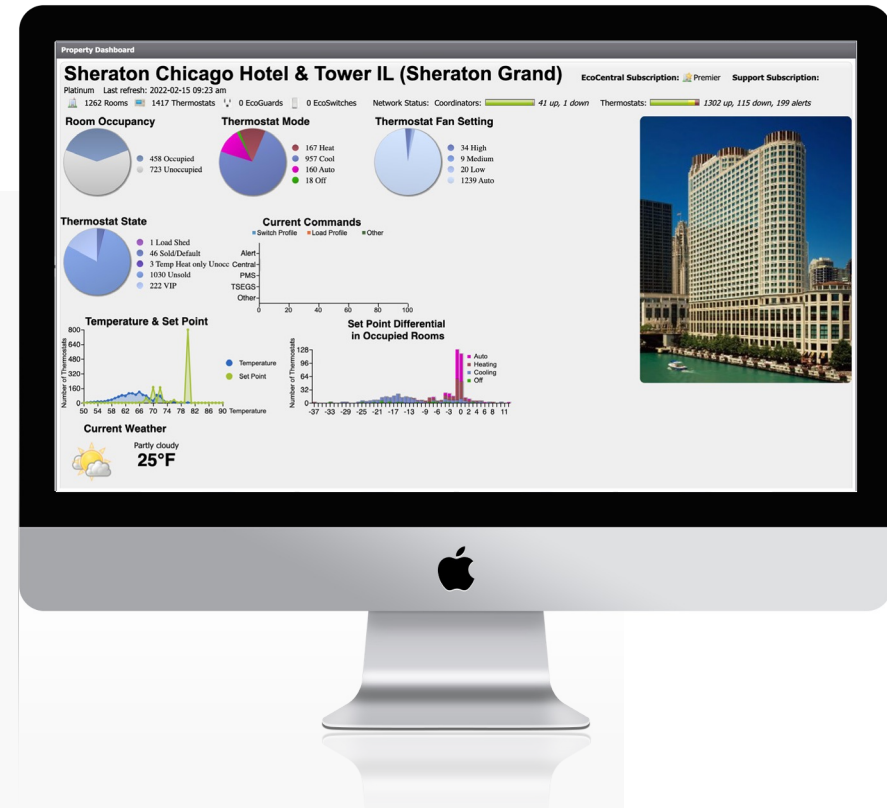 Property Dashboard
Sheraton Chicago Hotel & Tower IL (Sheraton Grand) EcoCentral Subscription: Premier Support Subscription:
Platinum Last refresh: 2022-02-15 09:23 am
1262 Rooms 1417 Thermostats 0 EcoGuards 0 EcoSwitches Network Status: Coordinators: 41 up, 1 down Thermostats: 1302 up, 115 down, 199 alerts
Room Occupancy
458 Occupied
723 Unoccupied
Thermostat Mode
167 Heat
957 Cool
160 Auto
18 Off
Thermostat Fan Setting
34 High
9 Medium
20 Low
1239 Auto
Thermostat State
1 Load Shed
46 Sold/Default
3 Temp Heat only Unocc
1030 Unsold
222 VIP
Current Commands
Switch Profile Load Profile Other
Alert
Central
PMS
TSEGS
Other
0 20 40 60 80 100
Temperature & Set Point
Number of Thermostats
800
640
480
320
160
0
50 54 58 62 66 70 74 78 82 86 90 Temperature
Temperature
Set Point
Set Point Differential
in Occupied Rooms
Number of Thermostats
128
96
64
32
0
-37 -33 -29 -25 -21 -17 -13 -9 -6 -3 0 2 4 6 8 11
Auto
Heating
Cooling
Off
Current Weather
Partly cloudy
25°F